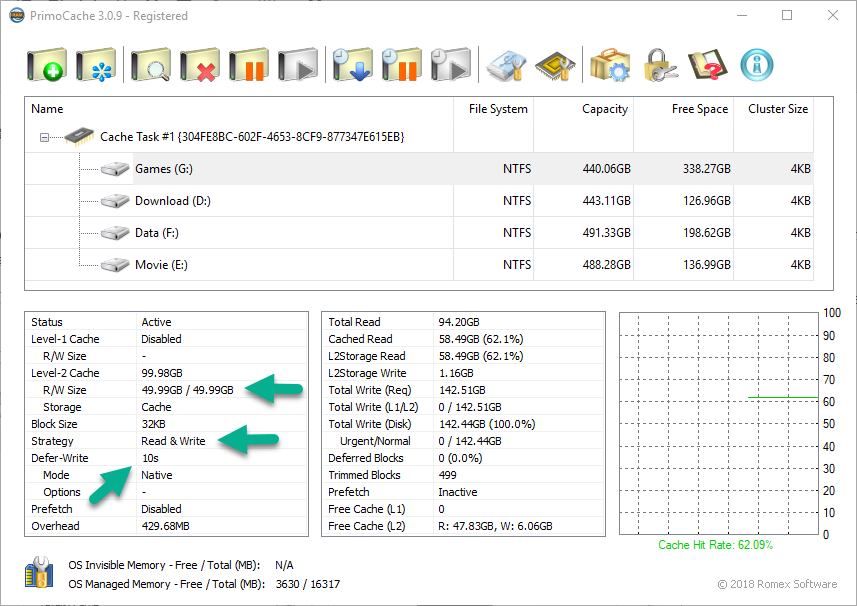 PrimoCache 3.0.9 - Registered
Name File System Capacity Free Space Cluster Size
Cache Task #1 {304FE8BC-602F-4653-8CF9-877347E615EB}
Games (G:) NTFS 440.06GB 338.27GB 4KB
Download (D:) NTFS 443.11GB 126.96GB 4KB
Data (F:) NTFS 491.33GB 198.62GB 4KB
Movie (E:) NTFS 488.28GB 136.99GB 4KB
Status Active
Level-1 Cache Disabled
R/W Size -
Level-2 Cache 99.98GB
R/W Size 49.99GB / 49.99GB
Storage Cache
Block Size 32KB
Strategy Read & Write
Defer-Write 10s
Mode Native
Options -
Prefetch Disabled
Overhead 429.68MB
Total Read 94.20GB
Cached Read 58.49GB (62.1%)
L2Storage Read 58.49GB (62.1%)
L2Storage Write 1.16GB
Total Write (Req) 142.51GB
Total Write (L1/L2) 0 / 142.51GB
Total Write (Disk) 142.44GB (100.0%)
Urgent/Normal 0 / 142.44GB
Deferred Blocks 0 (0.0%)
Trimmed Blocks 499
Prefetch Inactive
Free Cache (L1) 0
Free Cache (L2) R: 47.83GB, W: 6.06GB
100
90
80
70
60
50
40
30
20
10
0
Cache Hit Rate: 62.09%
OS Invisible Memory - Free / Total (MB): N/A
OS Managed Memory - Free / Total (MB): 3630 / 16317
© 2018 Romex Software